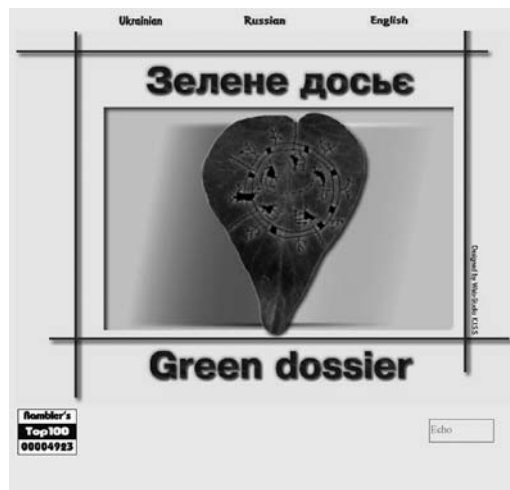 Ukrainian Russian English
Зелене досьє
Designed by Web-Studio KISS
Green dossier
Rambler's
Top100
00004923
Echo